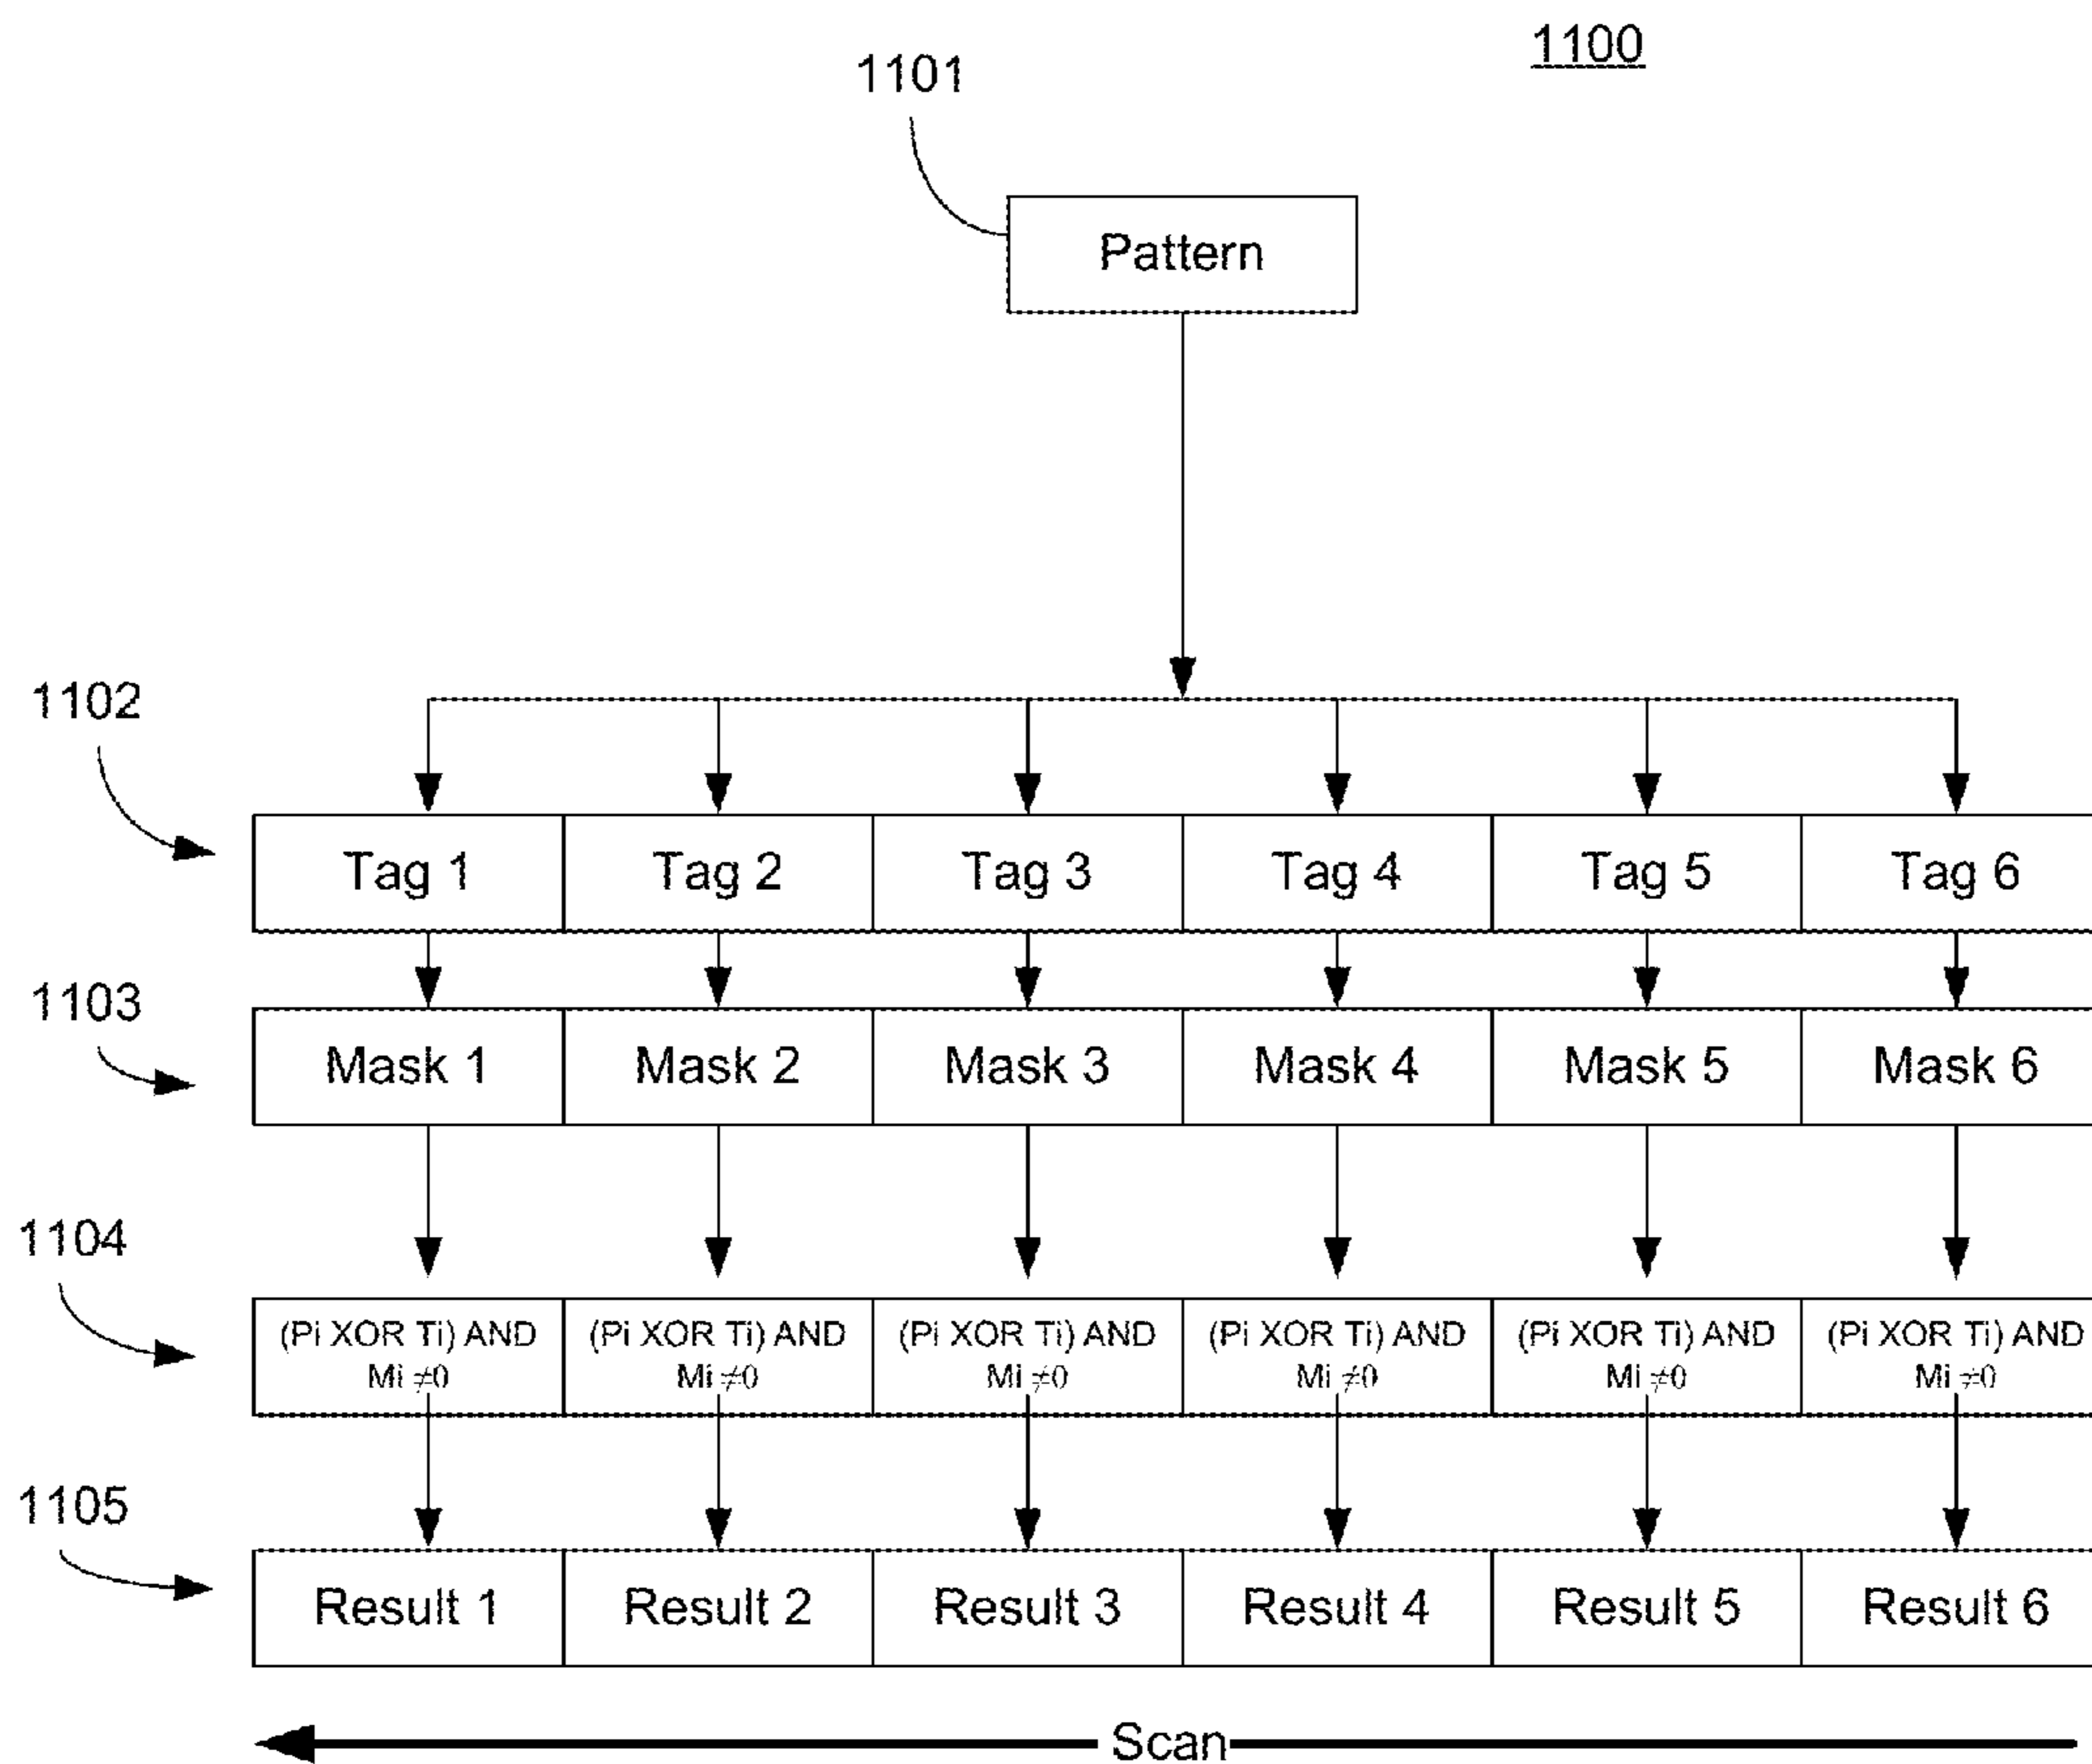 1100
1101
Pattern
1102
Tag 1 Tag 2 Tag 3 Tag 4 Tag 5 Tag 6
1103
Mask 1 Mask 2 Mask 3 Mask 4 Mask 5 Mask 6
1104
(Pi XOR Ti) AND (Pi XOR Ti) AND (Pi XOR Ti) AND (Pi XOR Ti) AND (Pi XOR Ti) AND (Pi XOR Ti) AND
Mi ≠0 Mi ≠0 Mi ≠0 Mi ≠0 Mi ≠0 Mi ≠0
1105
Result 1 Result 2 Result 3 Result 4 Result 5 Result 6
Scan